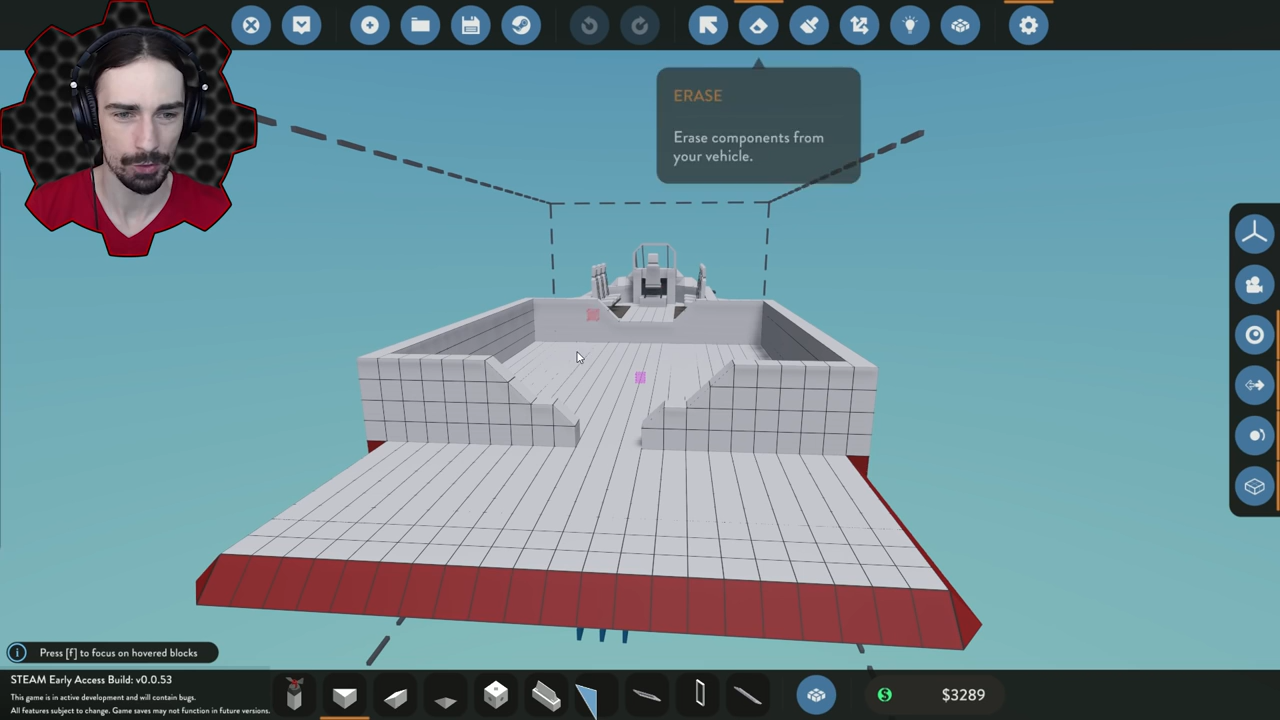 ERASE
Erase components from
your vehicle.
Press [f] to focus on hovered blocks
STEAM Early Access Build: v0.0.53
This game is in active development and will contain bugs.
All features subject to change. Game saves may not function in future versions.
$3289